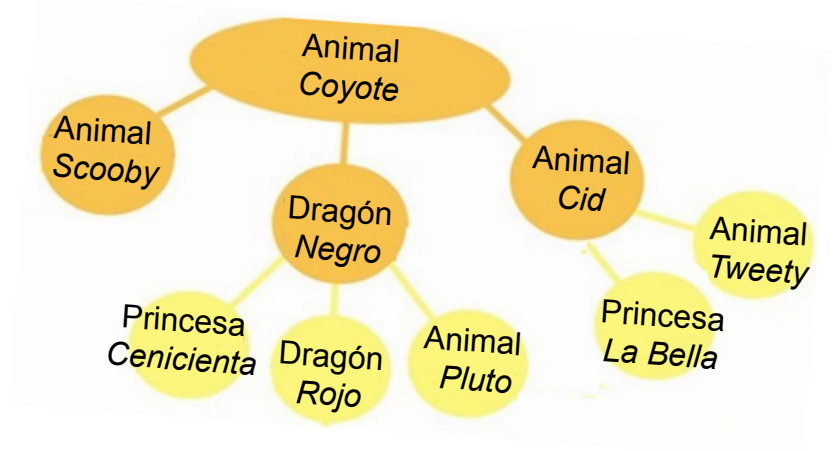 Animal
Coyote
Animal
Scooby
Dragón
Negro
Animal
Cid
Animal
Tweety
Princesa
Cenicienta
Dragón
Rojo
Animal
Pluto
Princesa
La Bella